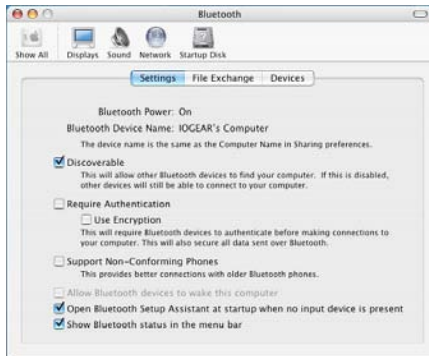 Bluetooth
Show All Displays Sound Network Startup Disk
Settings File Exchange Devices
Bluetooth Power: On
Bluetooth Device Name: IOGEAR's Computer
The device name is the same as the Computer Name in Sharing preferences.
Discoverable
This will allow other Bluetooth devices to find your computer. If this is disabled,
other devices will still be able to connect to your computer.
Require Authentication
Use Encryption
This will require Bluetooth devices to authenticate before making connections to
your computer. This will also secure all data sent over Bluetooth.
Support Non-Conforming Phones
This provides better connections with older Bluetooth phones.
Allow Bluetooth devices to wake this computer
Open Bluetooth Setup Assistant at startup when no input device is present
Show Bluetooth status in the menu bar